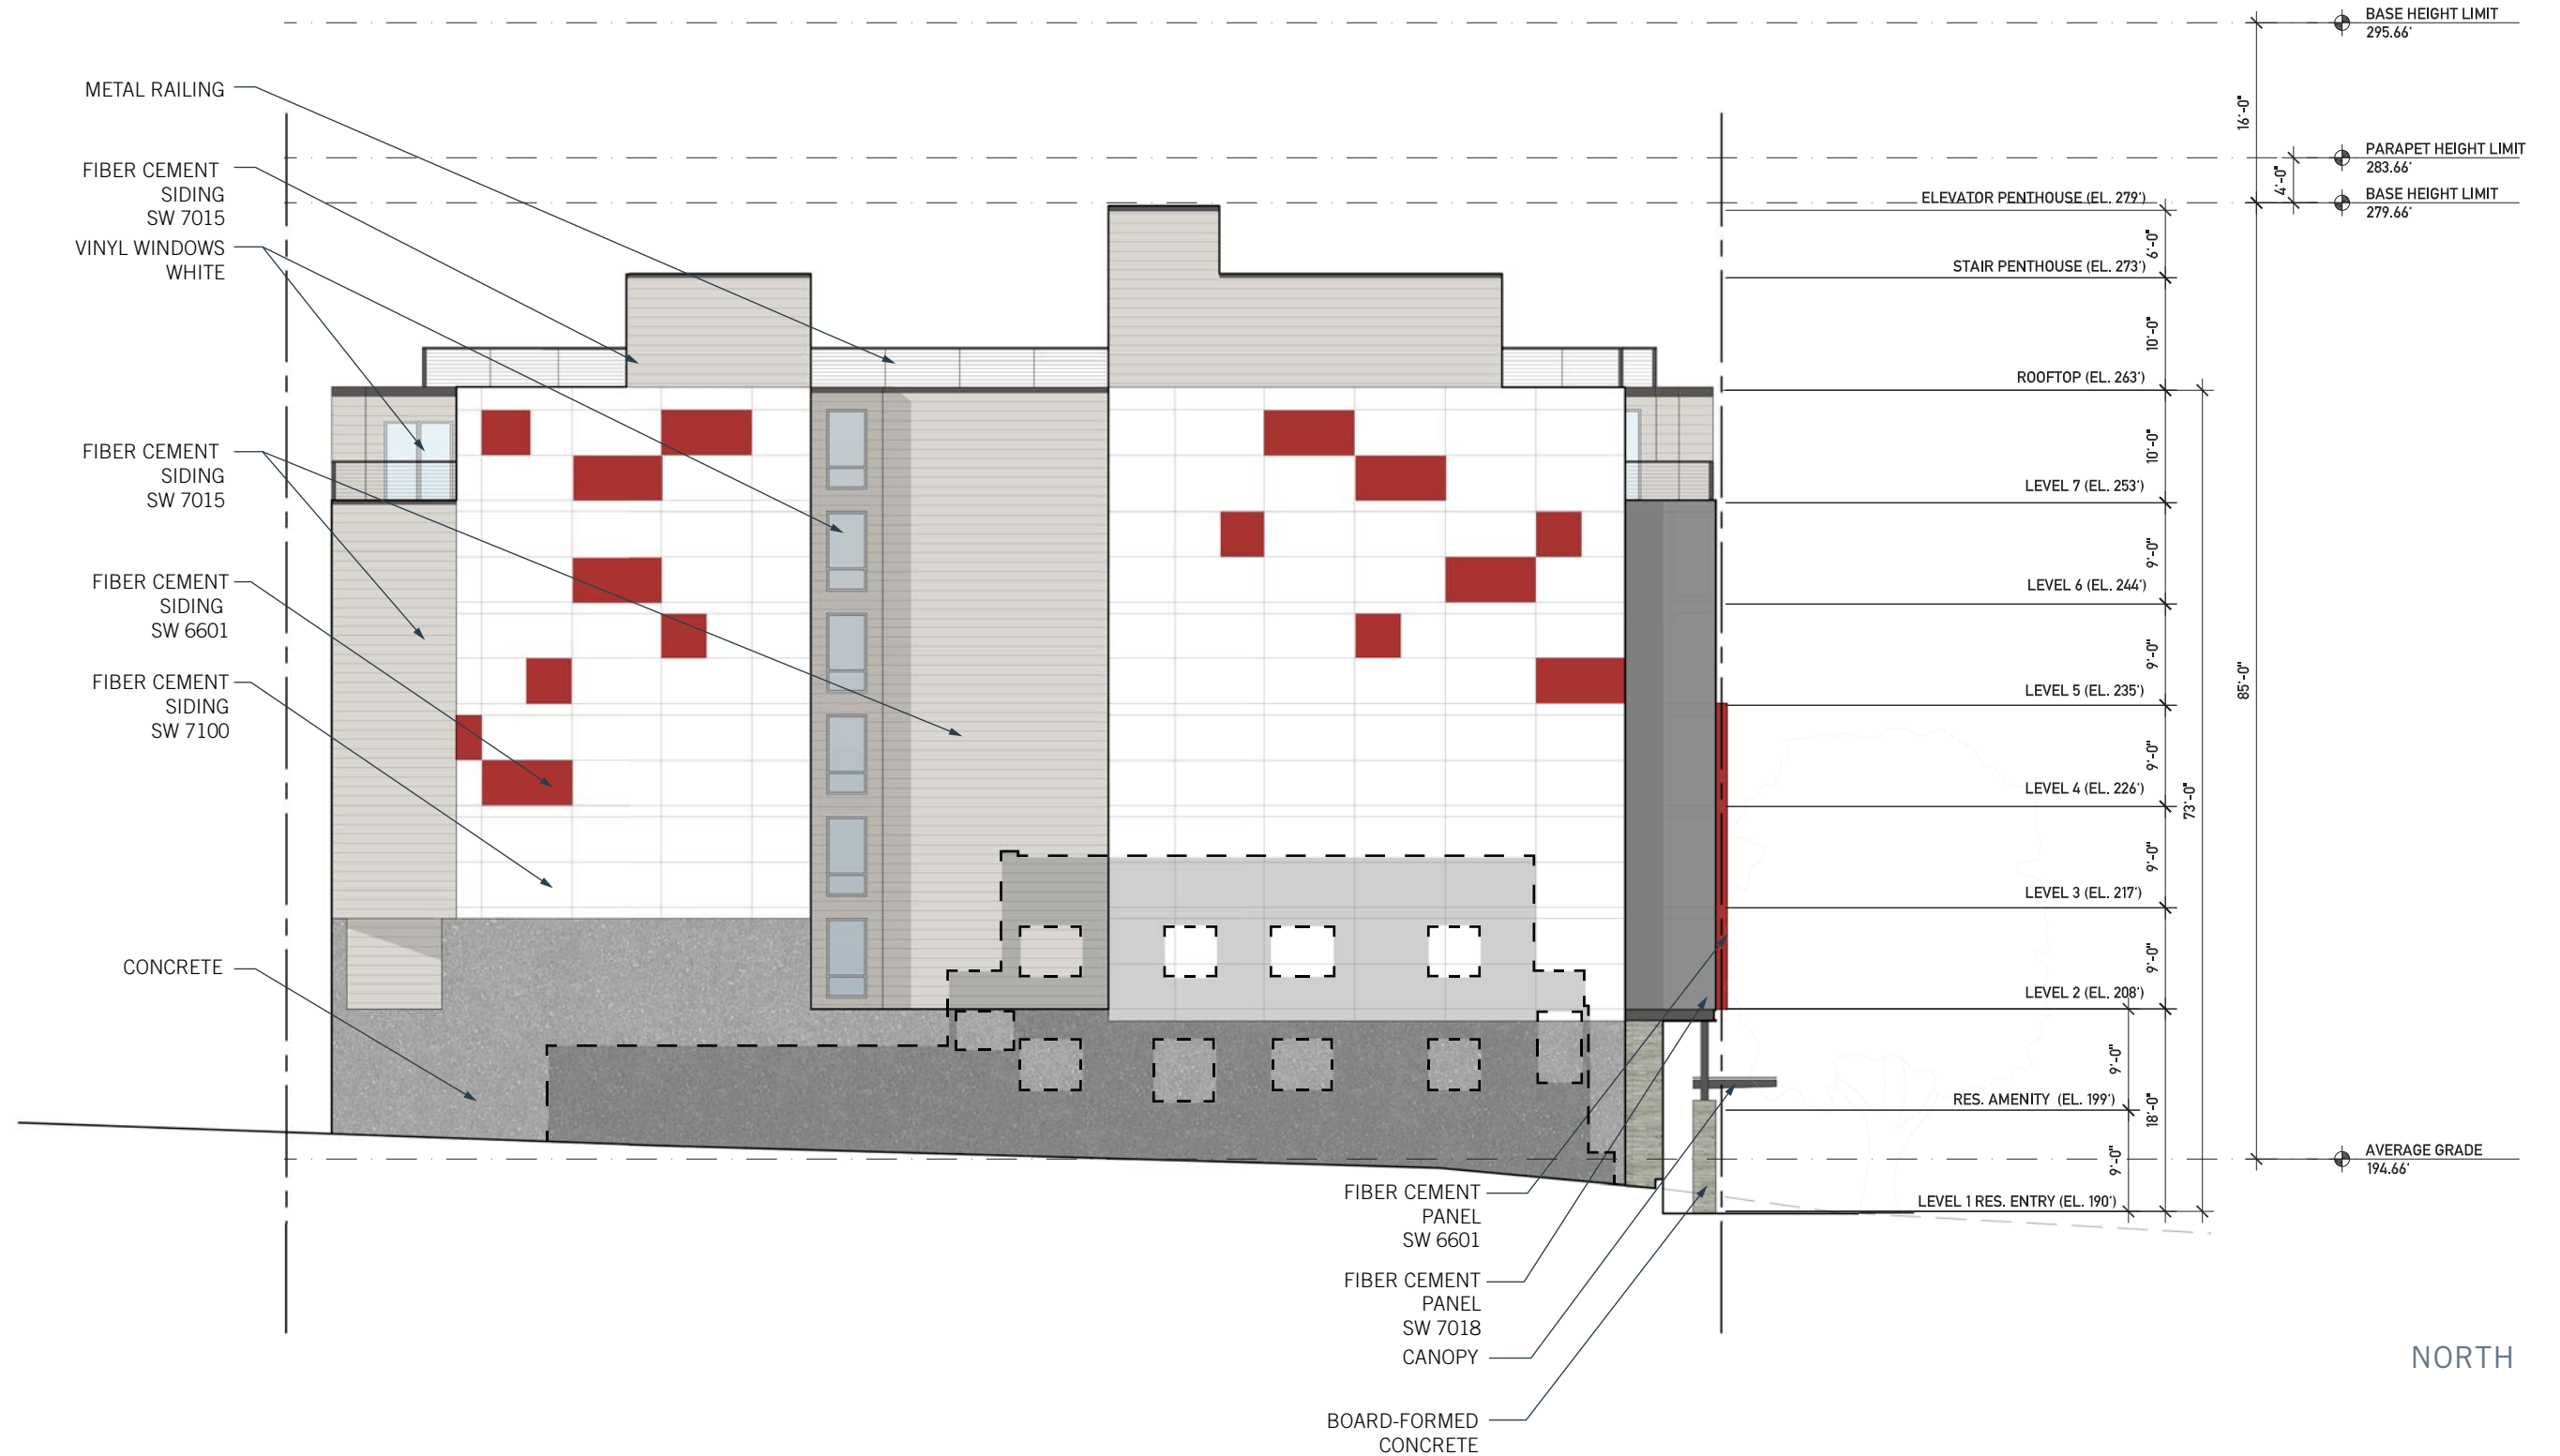 BASE HEIGHT LIMIT
295.66'
METAL RAILING
16'-0"
PARAPET HEIGHT LIMIT
283.66'
4'-0"
FIBER CEMENT
SIDING
SW 7015
ELEVATOR PENTHOUSE (EL. 279')
BASE HEIGHT LIMIT
279.66'
VINYL WINDOWS
WHITE
6'-0"
STAIR PENTHOUSE (EL. 273')
10'-0"
ROOFTOP (EL. 263')
FIBER CEMENT
SIDING
SW 7015
10'-0"
LEVEL 7 (EL. 253')
9'-0"
FIBER CEMENT
SIDING
SW 6601
LEVEL 6 (EL. 244')
9'-0"
FIBER CEMENT
SIDING
SW 7100
LEVEL 5 (EL. 235')
85'-0"
9'-0"
LEVEL 4 (EL. 226')
73'-0"
9'-0"
LEVEL 3 (EL. 217')
9'-0"
CONCRETE
LEVEL 2 (EL. 208')
9'-0"
RES. AMENITY (EL. 199')
18'-0"
AVERAGE GRADE
194.66'
9'-0"
LEVEL 1 RES. ENTRY (EL. 190')
FIBER CEMENT
PANEL
SW 6601
FIBER CEMENT
PANEL
SW 7018
CANOPY
NORTH
BOARD-FORMED
CONCRETE